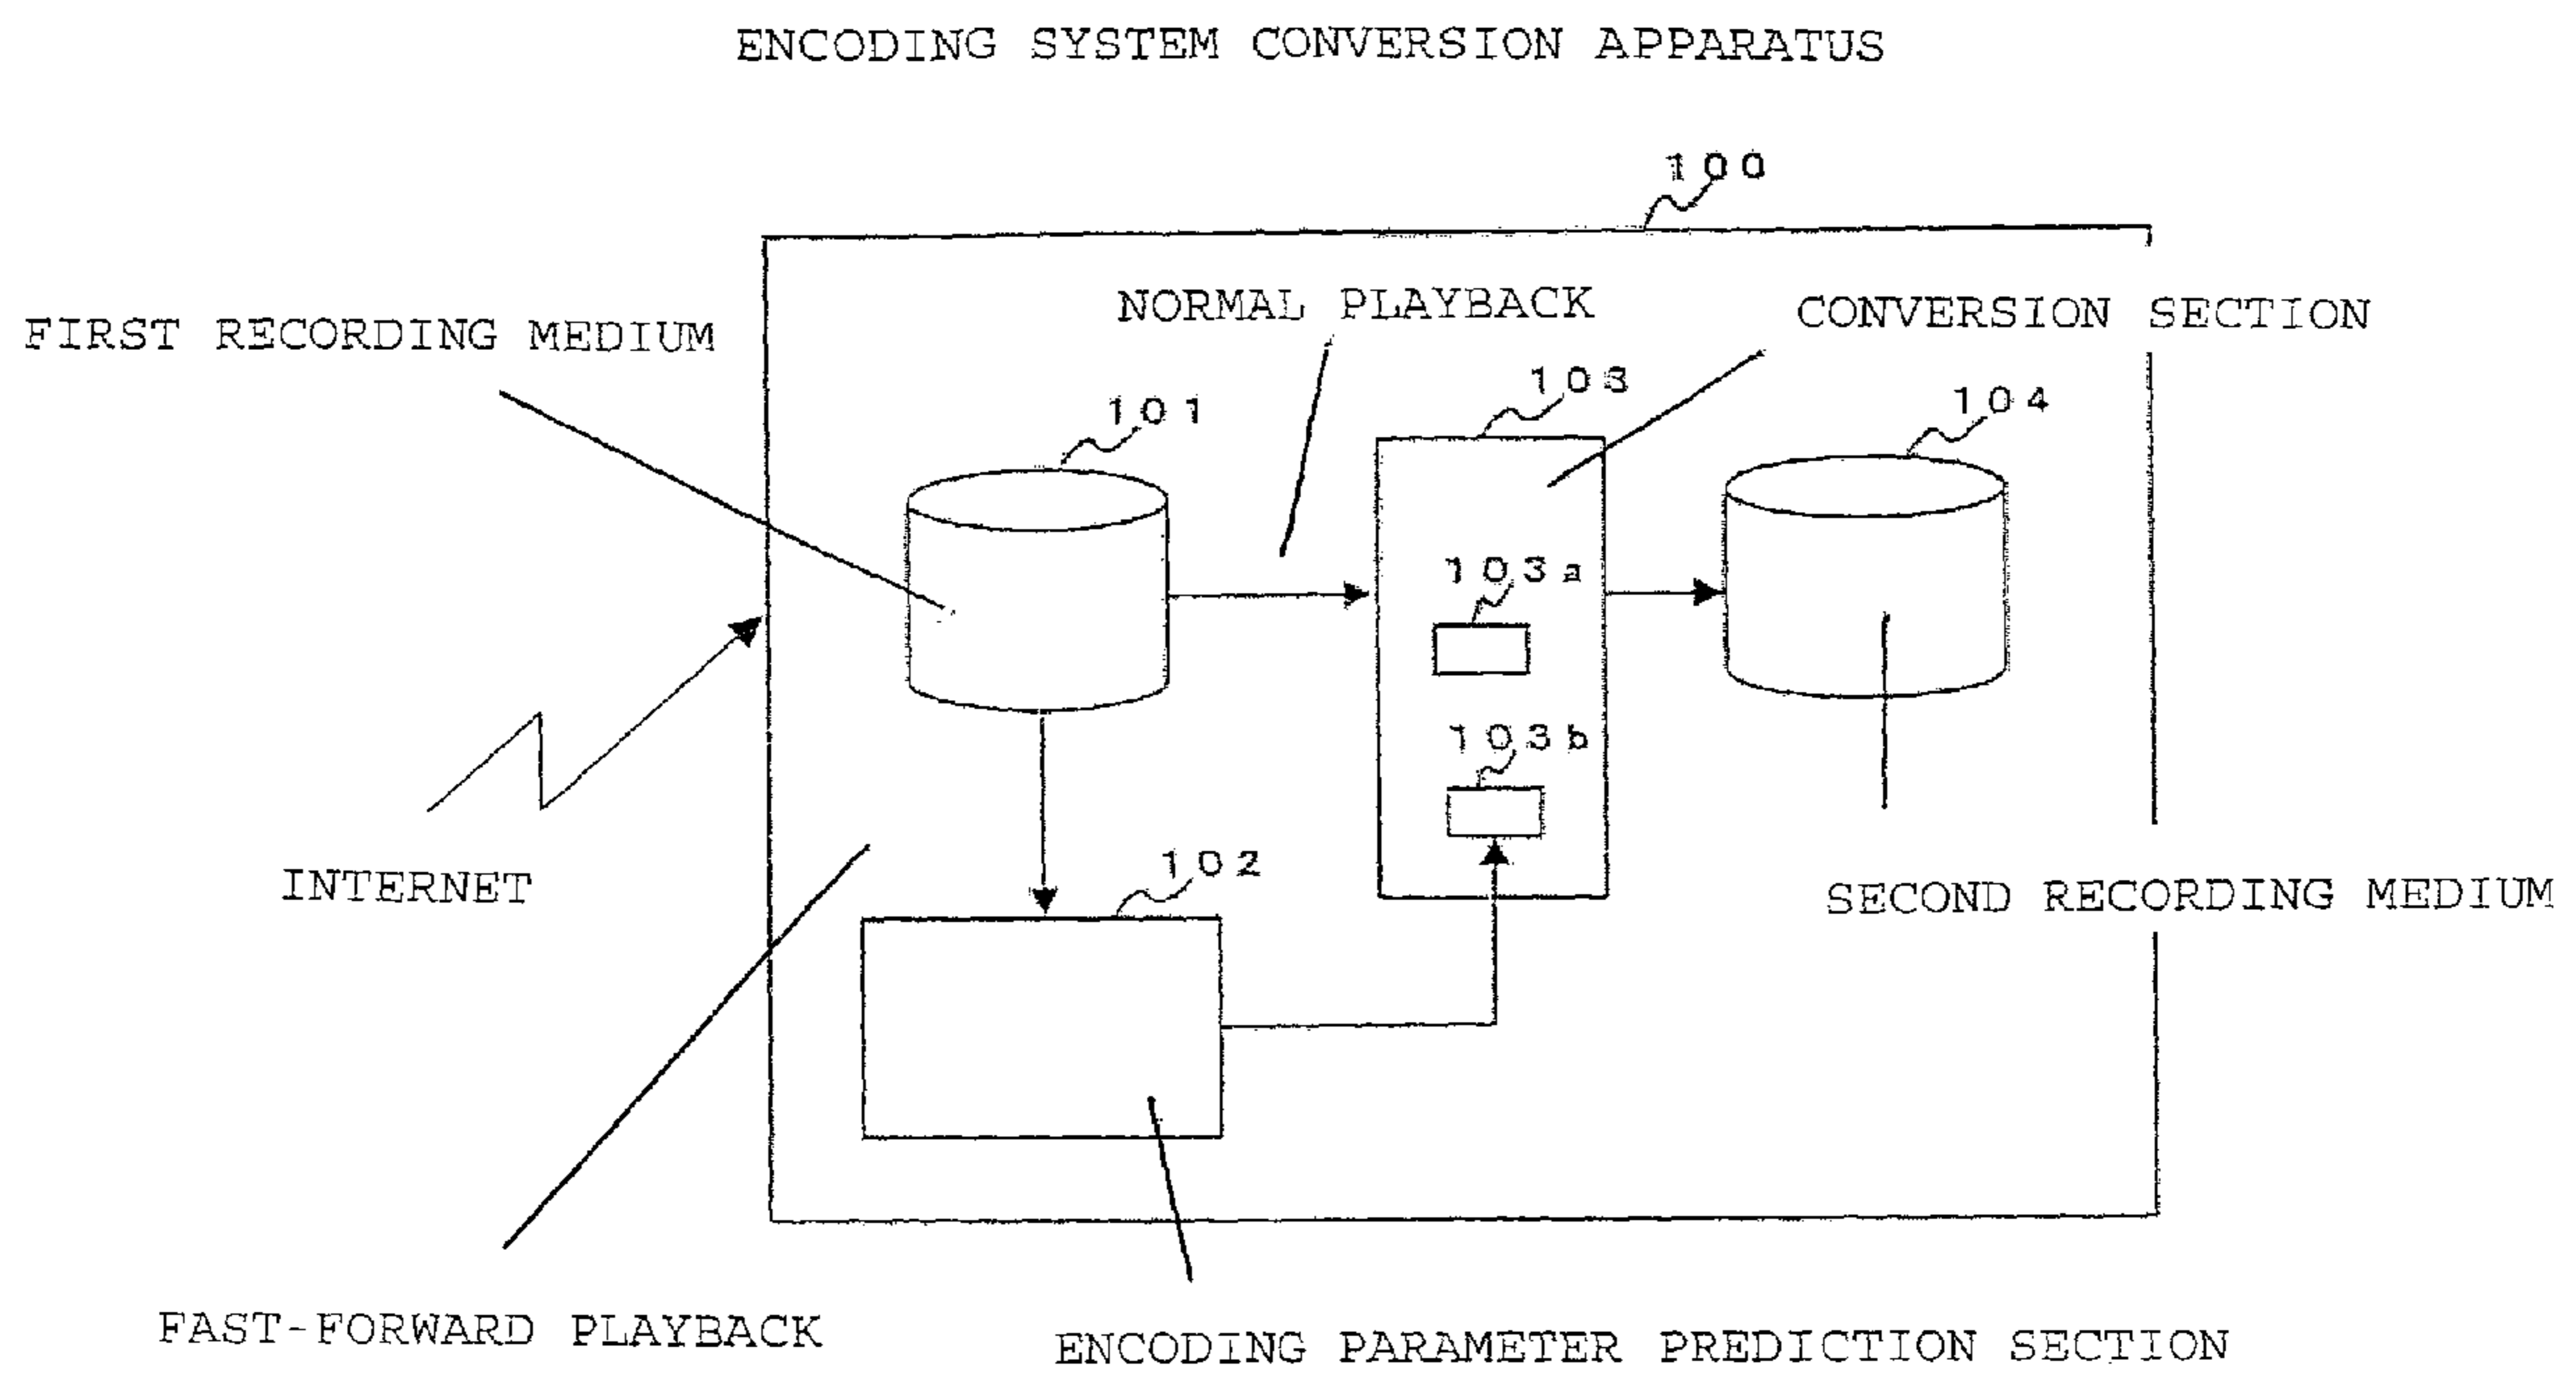 ENCODING SYSTEM CONVERSION APPARATUS
100
NORMAL PLAYBACK
CONVERSION SECTION
FIRST RECORDING MEDIUM
103
104
101
103a
103b
102
INTERNET
SECOND RECORDING MEDIUM
FAST-FORWARD PLAYBACK
ENCODING PARAMETER PREDICTION SECTION